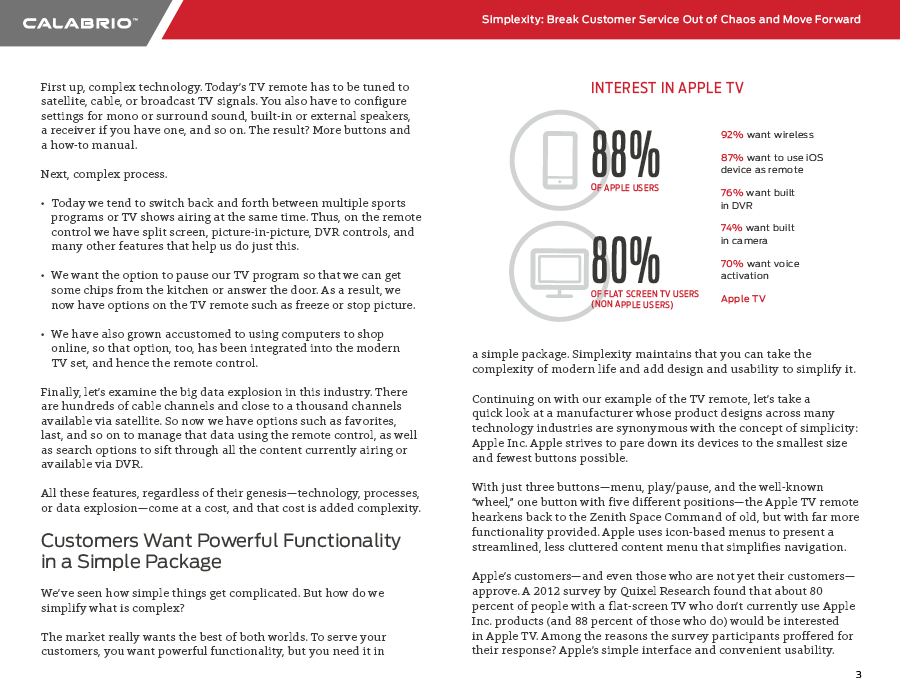 CALABRIO™
Simplexity: Break Customer Service Out of Chaos and Move Forward
First up, complex technology. Today's TV remote has to be tuned to
satellite, cable, or broadcast TV signals. You also have to configure
settings for mono or surround sound, built-in or external speakers,
a receiver if you have one, and so on. The result? More buttons and
a how-to manual.
Next, complex process.
• Today we tend to switch back and forth between multiple sports
programs or TV shows airing at the same time. Thus, on the remote
control we have split screen, picture-in-picture, DVR controls, and
many other features that help us do just this.
• We want the option to pause our TV program so that we can get
some chips from the kitchen or answer the door. As a result, we
now have options on the TV remote such as freeze or stop picture.
• We have also grown accustomed to using computers to shop
online, so that option, too, has been integrated into the modern
TV set, and hence the remote control.
Finally, let's examine the big data explosion in this industry. There
are hundreds of cable channels and close to a thousand channels
available via satellite. So now we have options such as favorites,
last, and so on to manage that data using the remote control, as well
as search options to sift through all the content currently airing or
available via DVR.
All these features, regardless of their genesis—technology, processes,
or data explosion—come at a cost, and that cost is added complexity.
Customers Want Powerful Functionality
in a Simple Package
We've seen how simple things get complicated. But how do we
simplify what is complex?
The market really wants the best of both worlds. To serve your
customers, you want powerful functionality, but you need it in
INTEREST IN APPLE TV
88%
OF APPLE USERS
80%
OF FLAT SCREEN TV USERS
(NON APPLE USERS)
92% want wireless
87% want to use iOS
device as remote
76% want built
in DVR
74% want built
in camera
70% want voice
activation
Apple TV
a simple package. Simplexity maintains that you can take the
complexity of modern life and add design and usability to simplify it.
Continuing on with our example of the TV remote, let's take a
quick look at a manufacturer whose product designs across many
technology industries are synonymous with the concept of simplicity:
Apple Inc. Apple strives to pare down its devices to the smallest size
and fewest buttons possible.
With just three buttons—menu, play/pause, and the well-known
"wheel," one button with five different positions—the Apple TV remote
hearkens back to the Zenith Space Command of old, but with far more
functionality provided. Apple uses icon-based menus to present a
streamlined, less cluttered content menu that simplifies navigation.
Apple's customers—and even those who are not yet their customers—
approve. A 2012 survey by Quixel Research found that about 80
percent of people with a flat-screen TV who don't currently use Apple
Inc. products (and 88 percent of those who do) would be interested
in Apple TV. Among the reasons the survey participants proffered for
their response? Apple's simple interface and convenient usability.
3